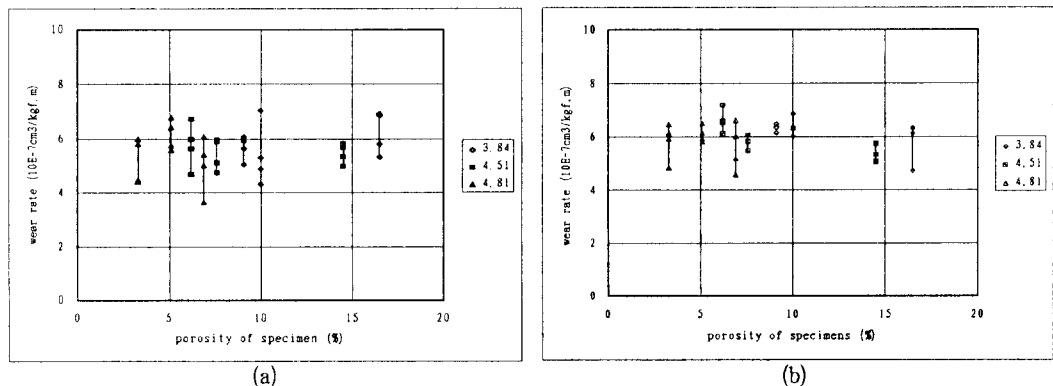 10
8
6
4
2
0
wear rate (10E-7cm3/kgf.m)
0 5 10 15 20
porosity of specimen (%)
3.84
4.51
4.81
(a)
10
8
6
4
2
0
wear rate (10E-7cm3/kgf.m)
0 5 10 15 20
porosity of specimens (%)
3.84
4.51
4.81
(b)